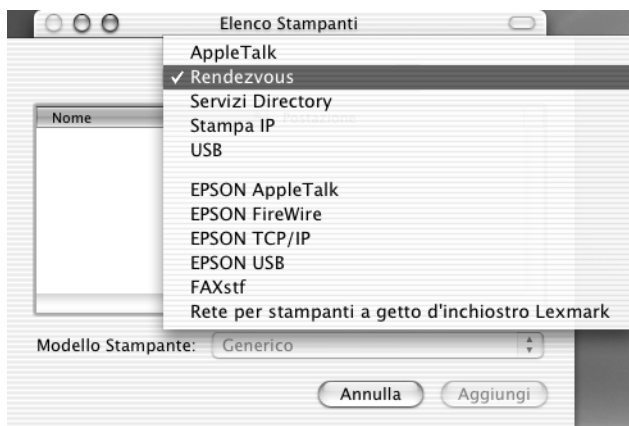 Elenco Stampanti
AppleTalk
✓ Rendezvous
Servizi Directory
Nome
Postazione
Stampa IP
USB
EPSON AppleTalk
EPSON FireWire
EPSON TCP/IP
EPSON USB
FAXstf
Rete per stampanti a getto d'inchiostro Lexmark
Modello Stampante: Generico
Annulla Aggiungi